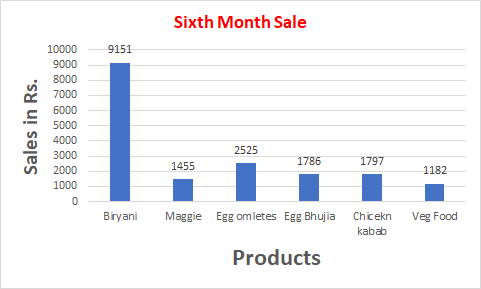 Sixth Month Sale
Sales in Rs.
10000
9000
8000
7000
6000
5000
4000
3000
2000
1000
0
9151
1455
2525
1786
1797
1182
Biryani
Maggie
Egg omletes
Egg Bhujia
Chicekn
kabab
Veg Food
Products